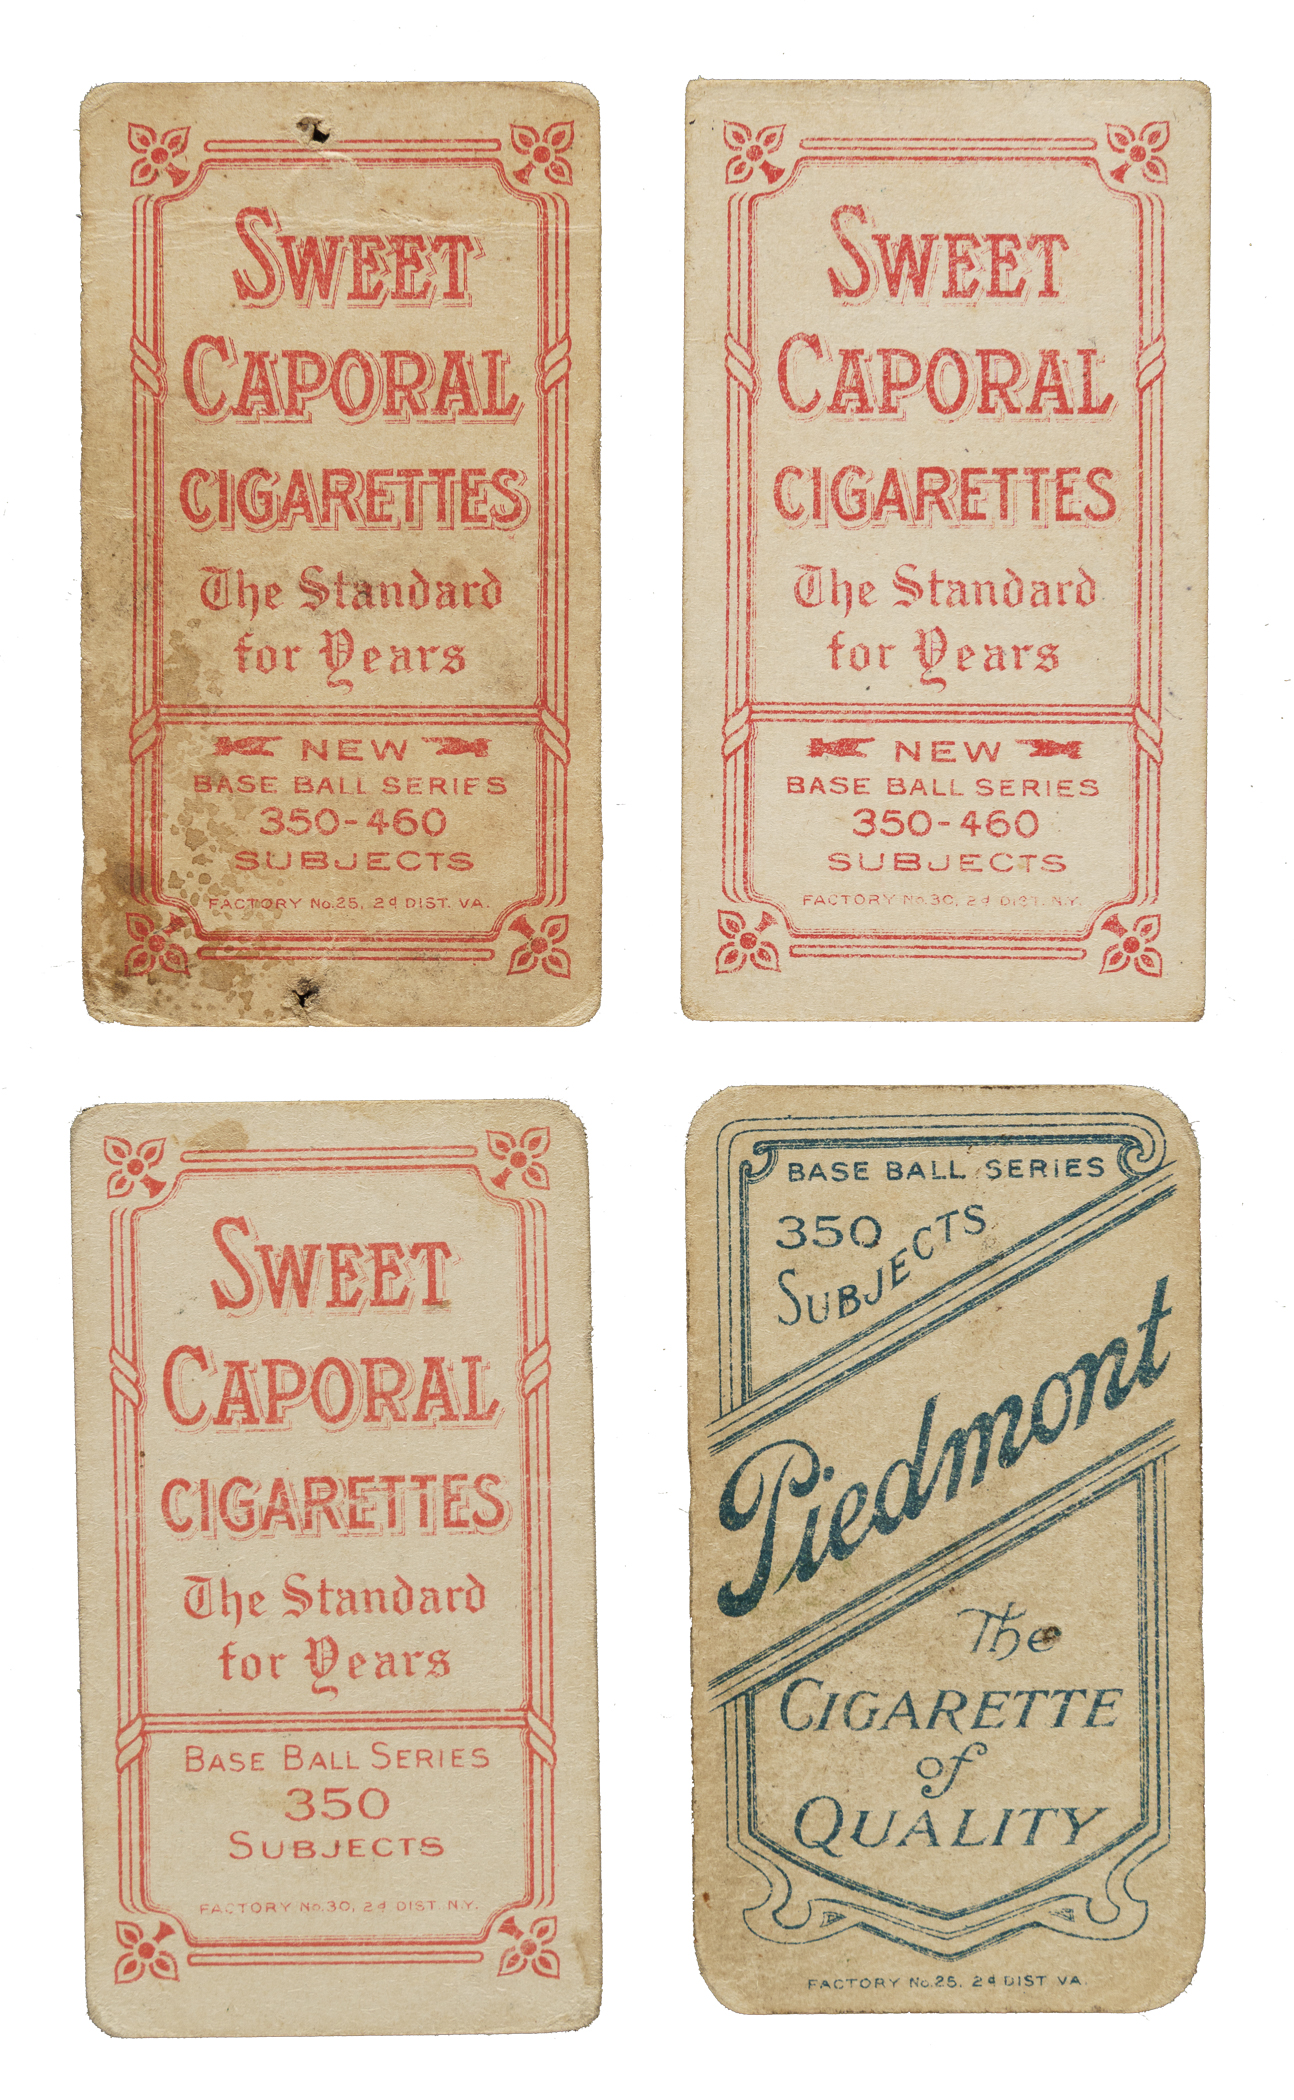 SWEET
CAPORAL
CIGARETTES
The Standard
for Years
NEW
BASE BALL SERIES
350-460
SUBJECTS
FACTORY No.25, 2d DIST. VA.
SWEET
CAPORAL
CIGARETTES
The Standard
for Years
NEW
BASE BALL SERIES
350-460
SUBJECTS
FACTORY No.30, 2d DIST. N.Y.
SWEET
CAPORAL
CIGARETTES
The Standard
for Years
BASE BALL SERIES
350
SUBJECTS
FACTORY No.30, 2d DIST. N.Y.
BASE BALL SERIES
350
SUBJECTS
Piedmont
The
CIGARETTE
of
QUALITY
FACTORY No.25, 2d DIST VA.